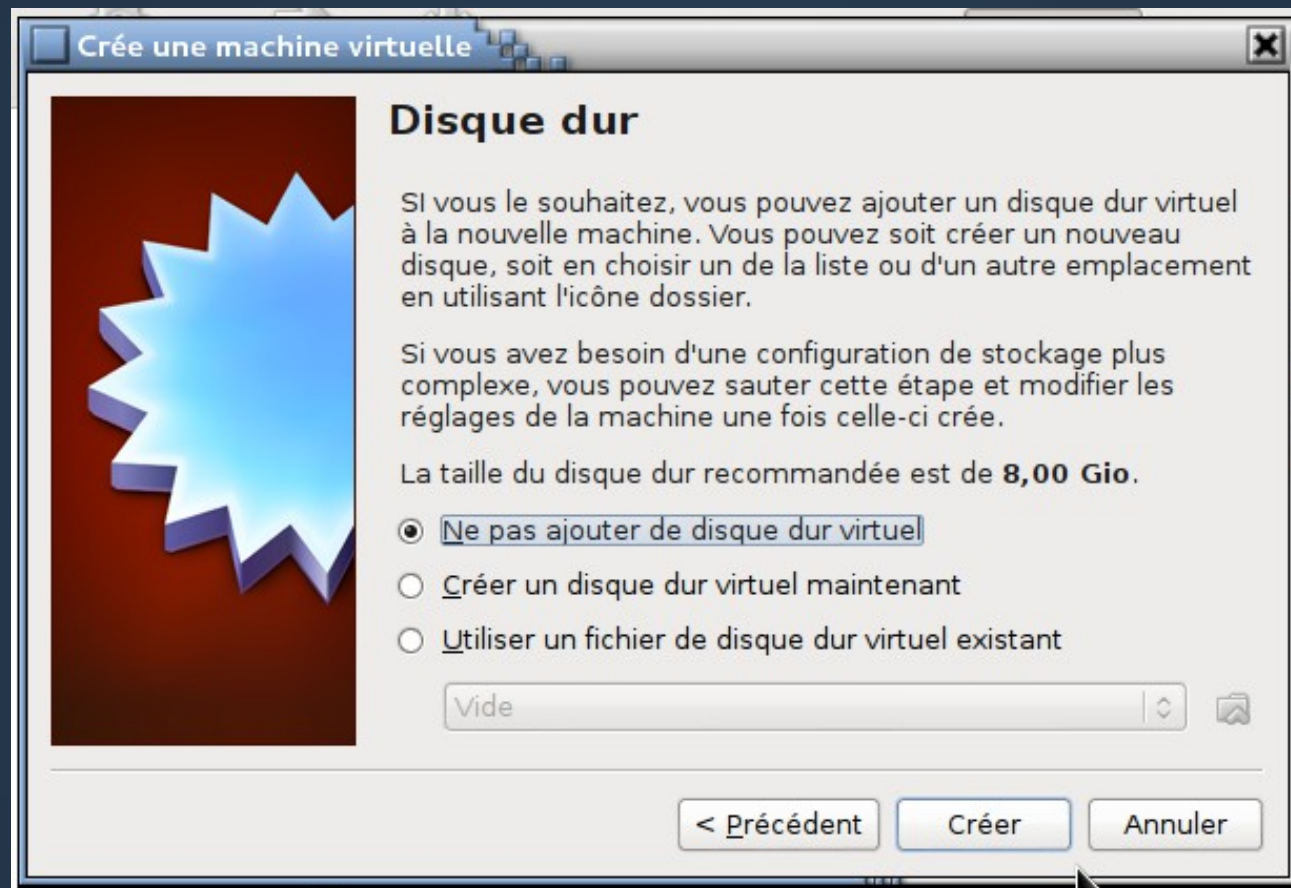 Crée une machine virtuelle
Disque dur
SI vous le souhaitez, vous pouvez ajouter un disque dur virtuel
à la nouvelle machine. Vous pouvez soit créer un nouveau
disque, soit en choisir un de la liste ou d'un autre emplacement
en utilisant l'icône dossier.
Si vous avez besoin d'une configuration de stockage plus
complexe, vous pouvez sauter cette étape et modifier les
réglages de la machine une fois celle-ci crée.
La taille du disque dur recommandée est de 8,00 Gio.
Ne pas ajouter de disque dur virtuel
Créer un disque dur virtuel maintenant
Utiliser un fichier de disque dur virtuel existant
Vide
< Précédent
Créer
Annuler